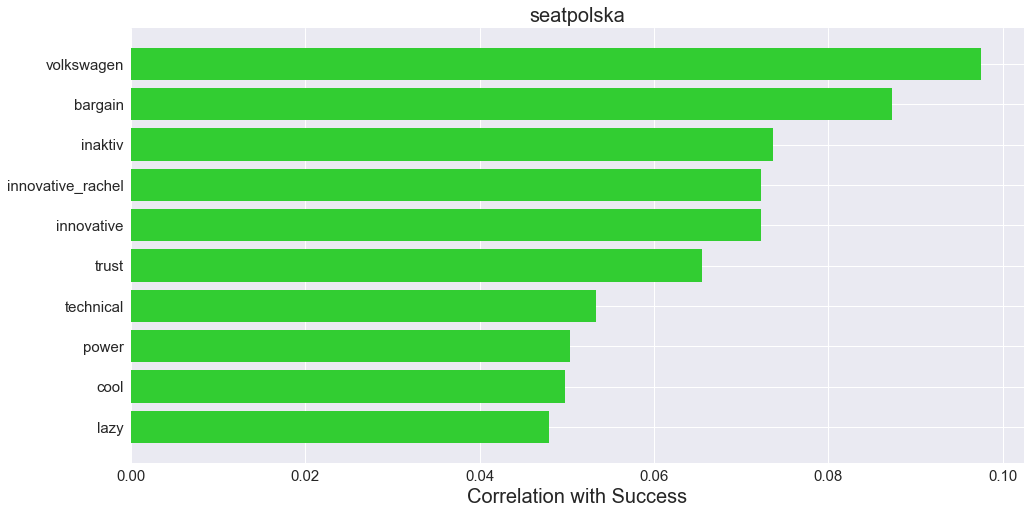 seatpolska
volkswagen
bargain
inaktiv
innovative_rachel
innovative
trust
technical
power
cool
lazy
0.00 0.02 0.04 0.06 0.08 0.10
Correlation with Success